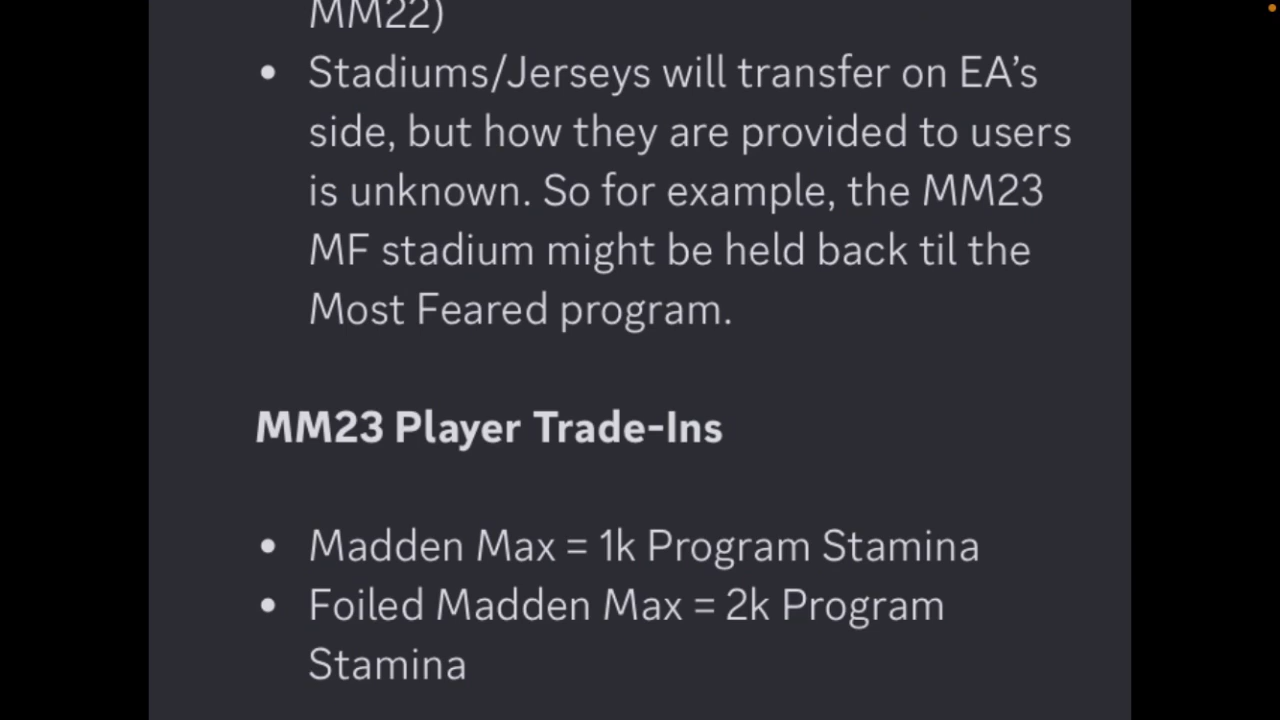 MM22)
• Stadiums/Jerseys will transfer on EA’s
side, but how they are provided to users
is unknown. So for example, the MM23
MF stadium might be held back til the
Most Feared program.
MM23 Player Trade-Ins
• Madden Max = 1k Program Stamina
• Foiled Madden Max = 2k Program
Stamina